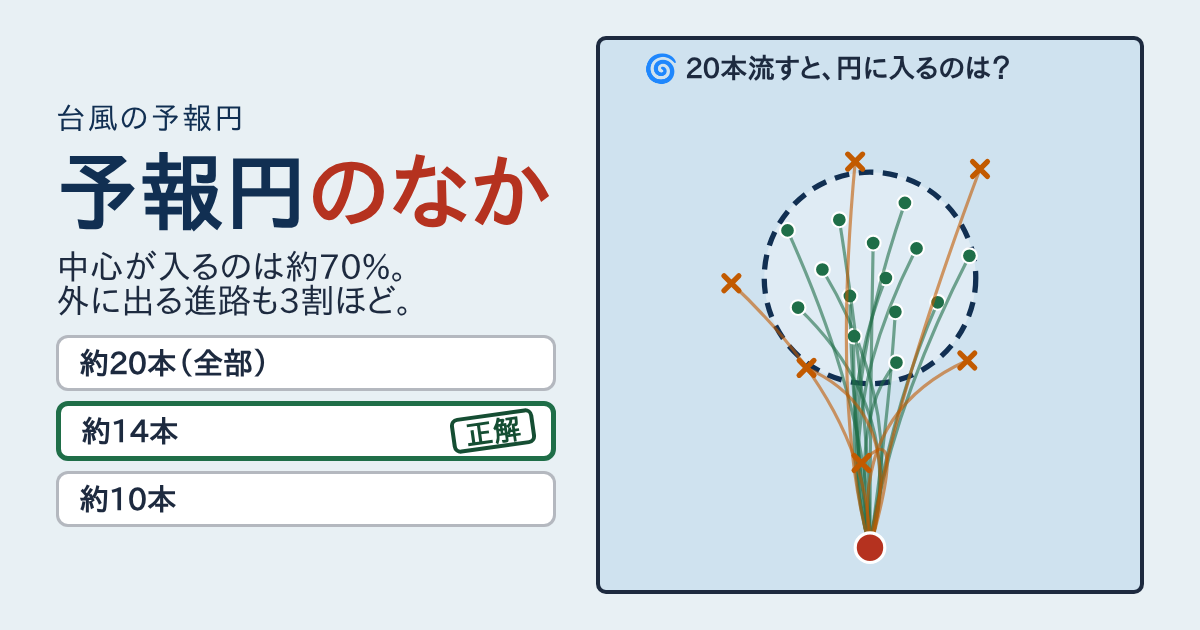 台風の予報円
予報円のなか
中心が入るのは約70%。
外に出る進路も3割ほど。
約20本（全部）
約14本
正解
約10本
🌀 20本流すと、円に入るのは？